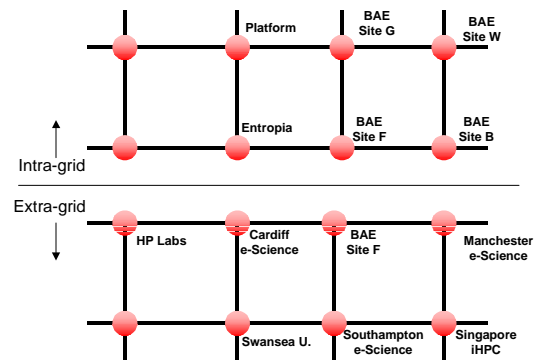 Platform
BAE
Site G
BAE
Site W
Entropia
BAE
Site F
BAE
Site B
Intra-grid
Extra-grid
HP Labs
Cardiff
e-Science
BAE
Site F
Manchester
e-Science
Swansea U.
Southampton
e-Science
Singapore
iHPC